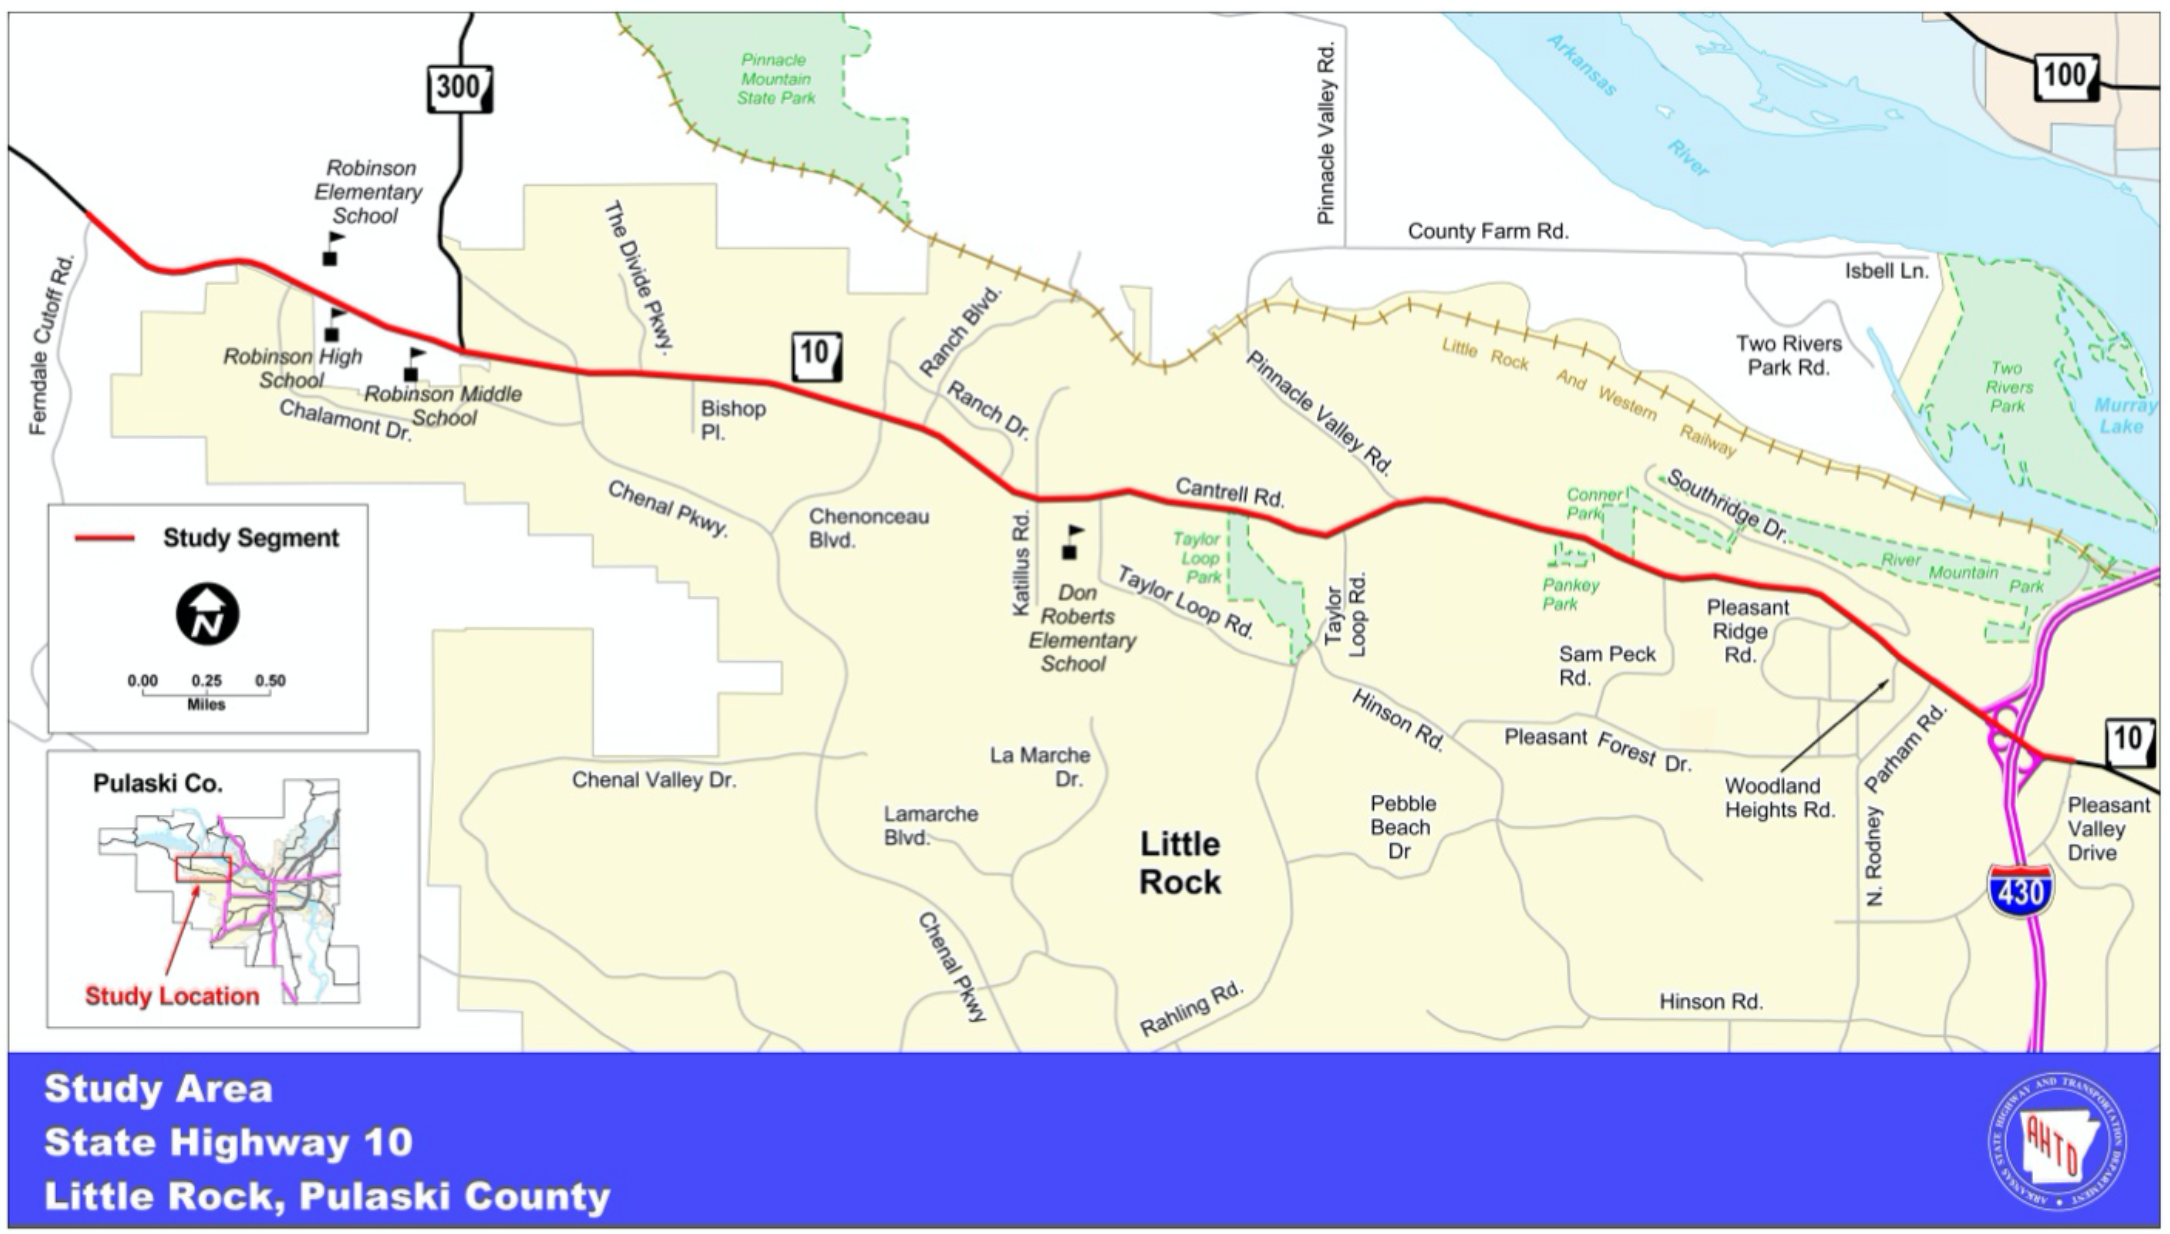 300
Pinnacle
Mountain
State Park
Pinnacle Valley Rd.
Arkansas
River
100
Robinson
Elementary
School
County Farm Rd.
Isbell Ln.
The Divide Pkwy.
Ferndale Cutoff Rd.
Ranch Blvd.
10
Robinson High
School
Robinson Middle
School
Chalamont Dr.
Bishop
Pl.
Ranch Dr.
Pinnacle Valley Rd.
Little Rock And Western Railway
Two Rivers
Park Rd.
Two
Rivers
Park
Murray
Lake
Chenal Pkwy.
Chenonceau
Blvd.
Cantrell Rd.
Katillus Rd.
Conner
Park
Southridge Dr.
Taylor
Loop
Park
Don
Roberts
Elementary
School
Taylor Loop Rd.
Taylor
Loop Rd.
Pankey
Park
River Mountain Park
Pleasant
Ridge
Rd.
Sam Peck
Rd.
Study Segment
N
0.00 0.25 0.50
Miles
Hinson Rd.
Pleasant Forest Dr.
Woodland
Heights Rd.
N. Rodney Parham Rd.
10
Pleasant
Valley
Drive
430
Chenal Valley Dr.
La Marche
Dr.
Lamarche
Blvd.
Little
Rock
Pebble
Beach
Dr
Pulaski Co.
Study Location
Chenal Pkwy
Rahling Rd.
Hinson Rd.
Study Area
State Highway 10
Little Rock, Pulaski County
ARKANSAS STATE HIGHWAY AND TRANSPORTATION DEPARTMENT
AHTD